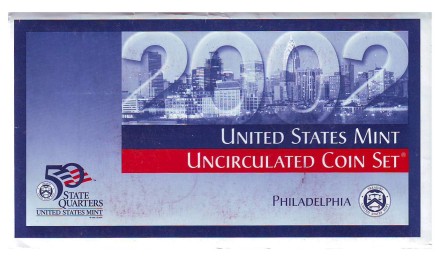 2002
UNITED STATES MINT
UNCIRCULATED COIN SET®
PHILADELPHIA
50
STATE
QUARTERS
UNITED STATES MINT